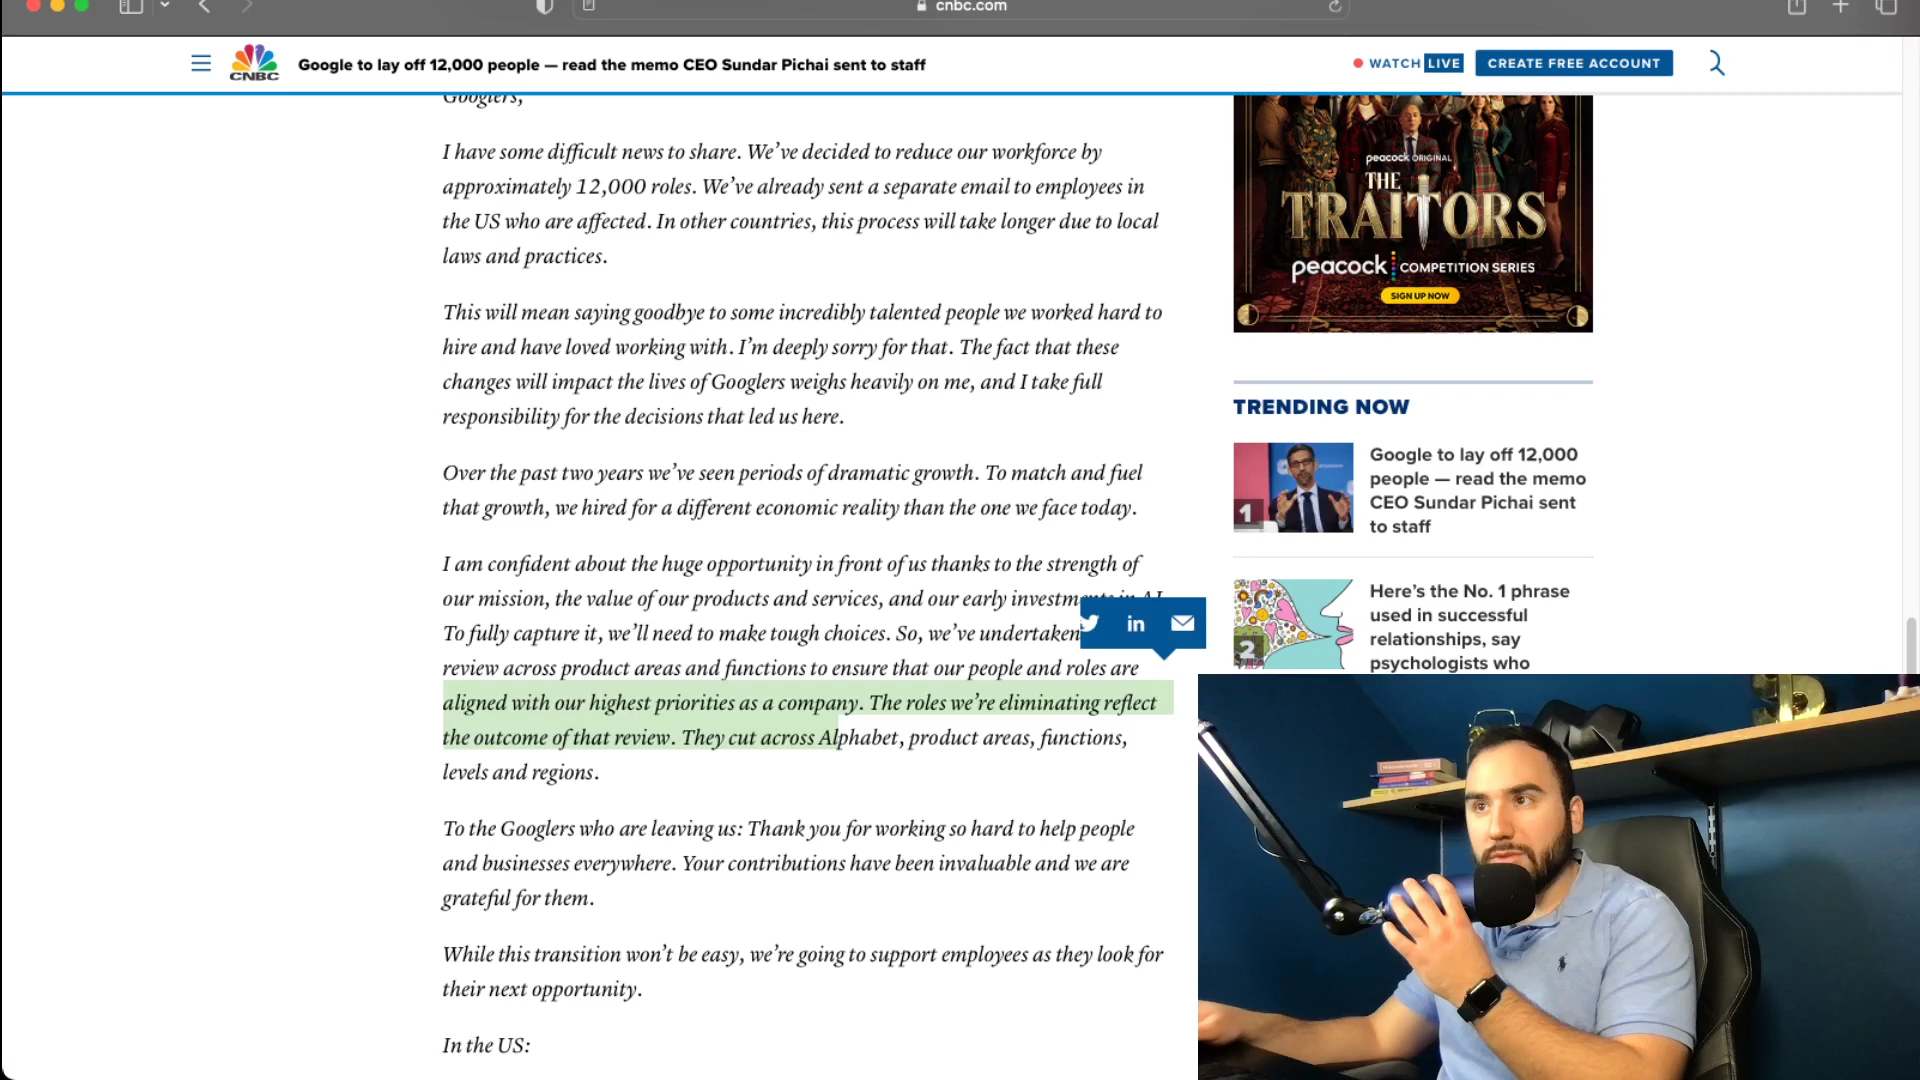 cnbc.com
CNBC
Google to lay off 12,000 people — read the memo CEO Sundar Pichai sent to staff
WATCH LIVE
CREATE FREE ACCOUNT
Googlers,
I have some difficult news to share. We’ve decided to reduce our workforce by
approximately 12,000 roles. We’ve already sent a separate email to employees in
the US who are affected. In other countries, this process will take longer due to local
laws and practices.
This will mean saying goodbye to some incredibly talented people we worked hard to
hire and have loved working with. I’m deeply sorry for that. The fact that these
changes will impact the lives of Googlers weighs heavily on me, and I take full
responsibility for the decisions that led us here.
Over the past two years we’ve seen periods of dramatic growth. To match and fuel
that growth, we hired for a different economic reality than the one we face today.
I am confident about the huge opportunity in front of us thanks to the strength of
our mission, the value of our products and services, and our early investments in AI
To fully capture it, we’ll need to make tough choices. So, we’ve undertaken
review across product areas and functions to ensure that our people and roles are
aligned with our highest priorities as a company. The roles we’re eliminating reflect
the outcome of that review. They cut across Alphabet, product areas, functions,
levels and regions.
To the Googlers who are leaving us: Thank you for working so hard to help people
and businesses everywhere. Your contributions have been invaluable and we are
grateful for them.
While this transition won’t be easy, we’re going to support employees as they look for
their next opportunity.
In the US:
in
peacock ORIGINAL
THE
TRAITORS
peacock COMPETITION SERIES
SIGN UP NOW
TRENDING NOW
1
Google to lay off 12,000
people — read the memo
CEO Sundar Pichai sent
to staff
2
Here’s the No. 1 phrase
used in successful
relationships, say
psychologists who